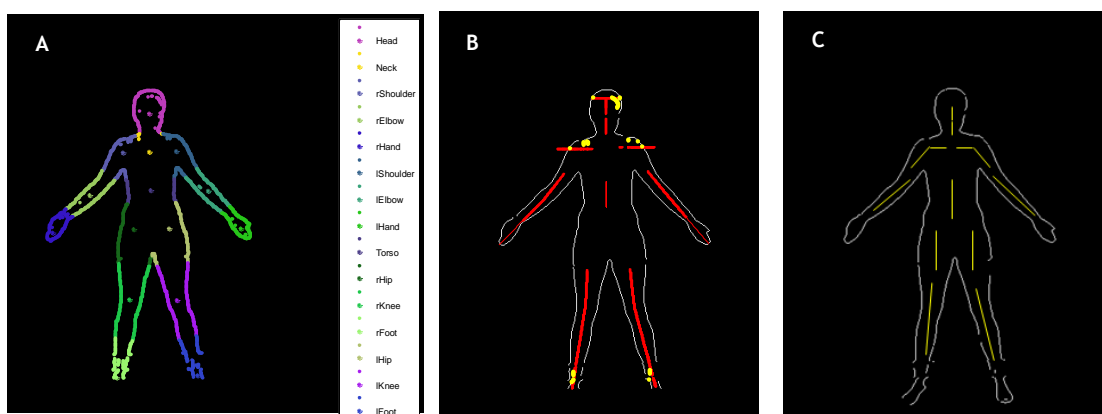 A
Head
Neck
rShoulder
rElbow
rHand
lShoulder
lElbow
lHand
Torso
rHip
rKnee
rFoot
lHip
lKnee
lFoot
B
C